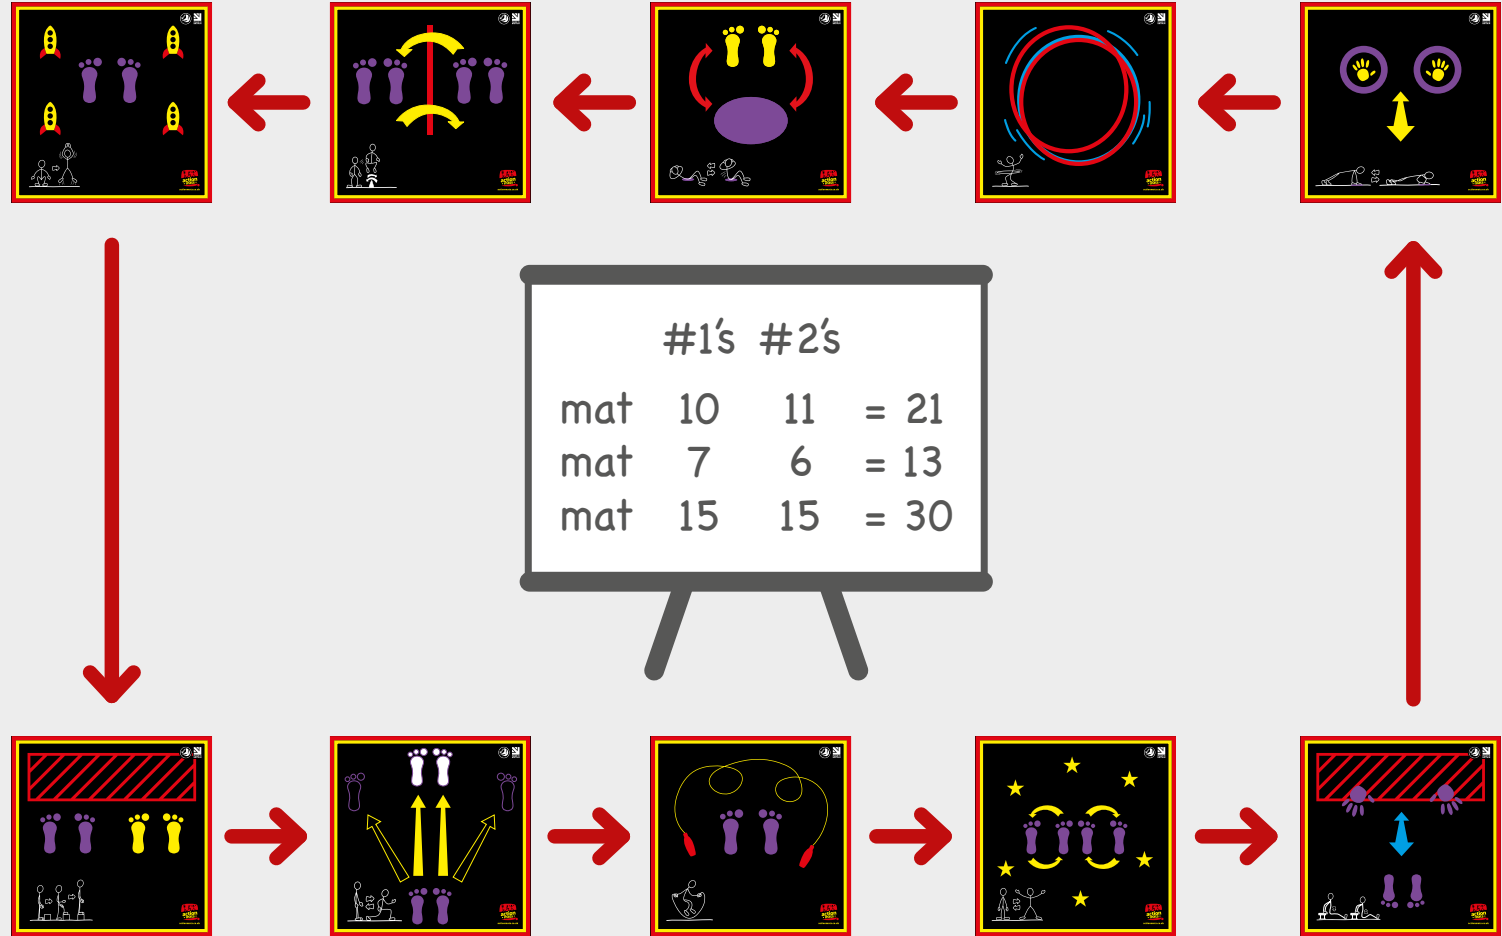 #1's #2's
mat 10 11 = 21
mat 7 6 = 13
mat 15 15 = 30